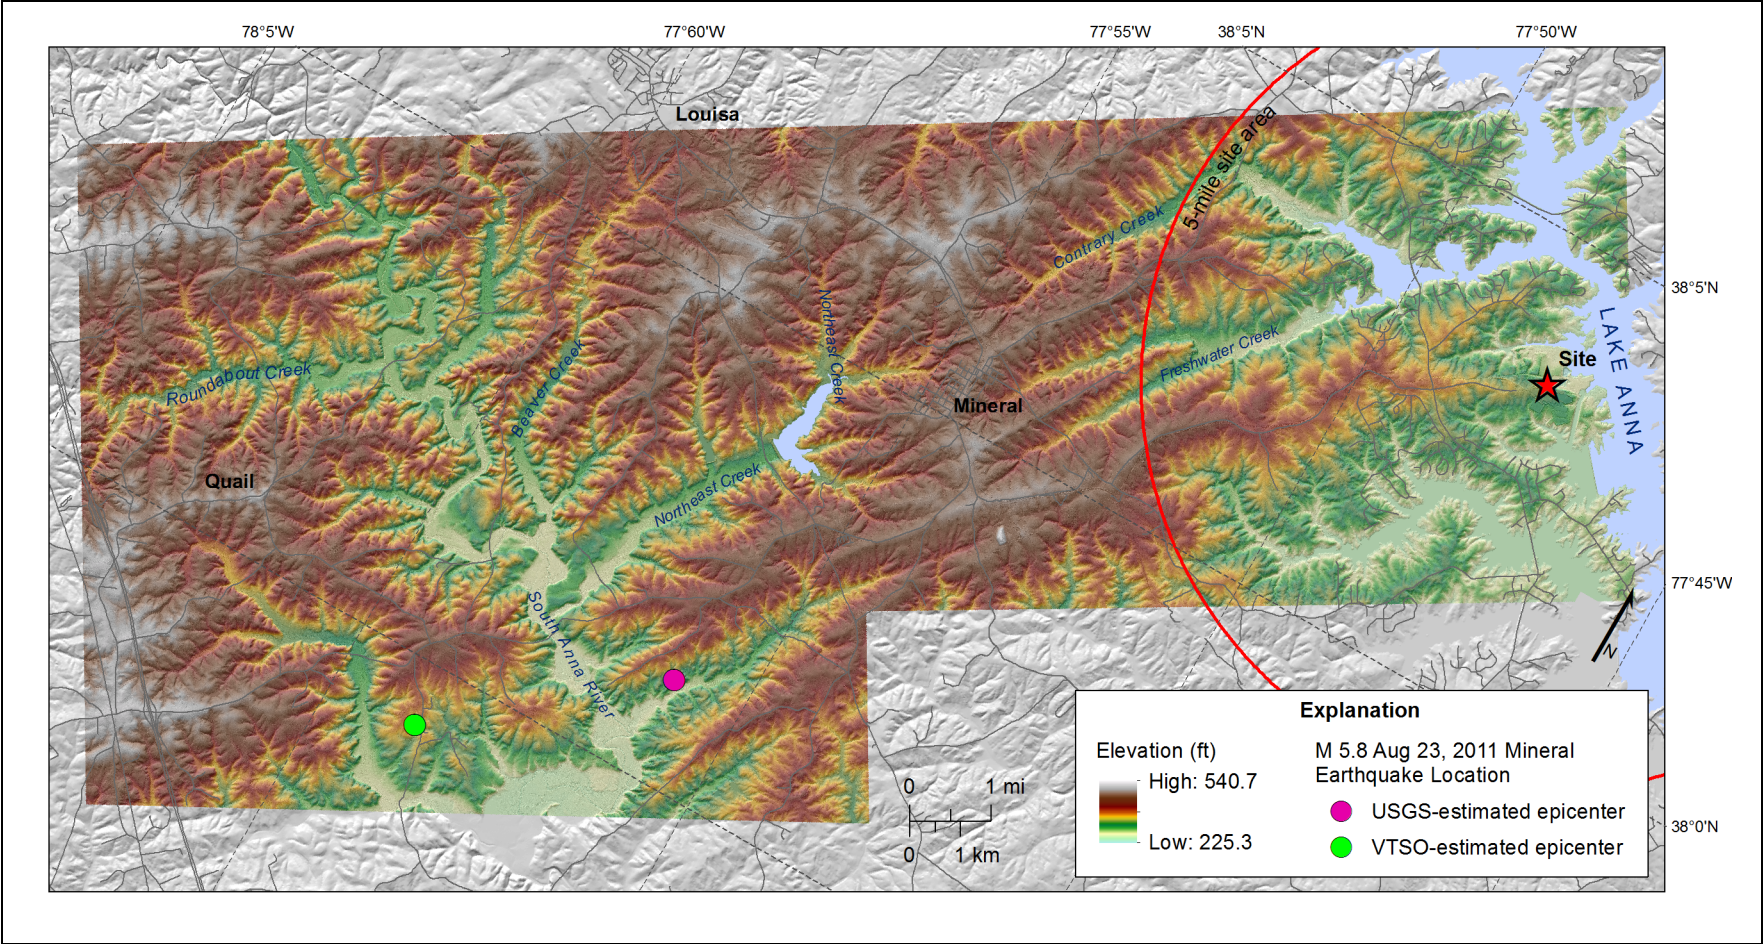 78°5'W
77°60'W
77°55'W
38°5'N
77°50'W
Louisa
5-mile site area
Contrary Creek
Northeast Creek
38°5'N
LAKE ANNA
Freshwater Creek
Site
Roundabout Creek
Beaver Creek
Mineral
Quail
Northeast Creek
77°45'W
South Anna River
N
Explanation
Elevation (ft)
High: 540.7
Low: 225.3
M 5.8 Aug 23, 2011 Mineral
Earthquake Location
USGS-estimated epicenter
VTSO-estimated epicenter
0 1 mi
0 1 km
38°0'N